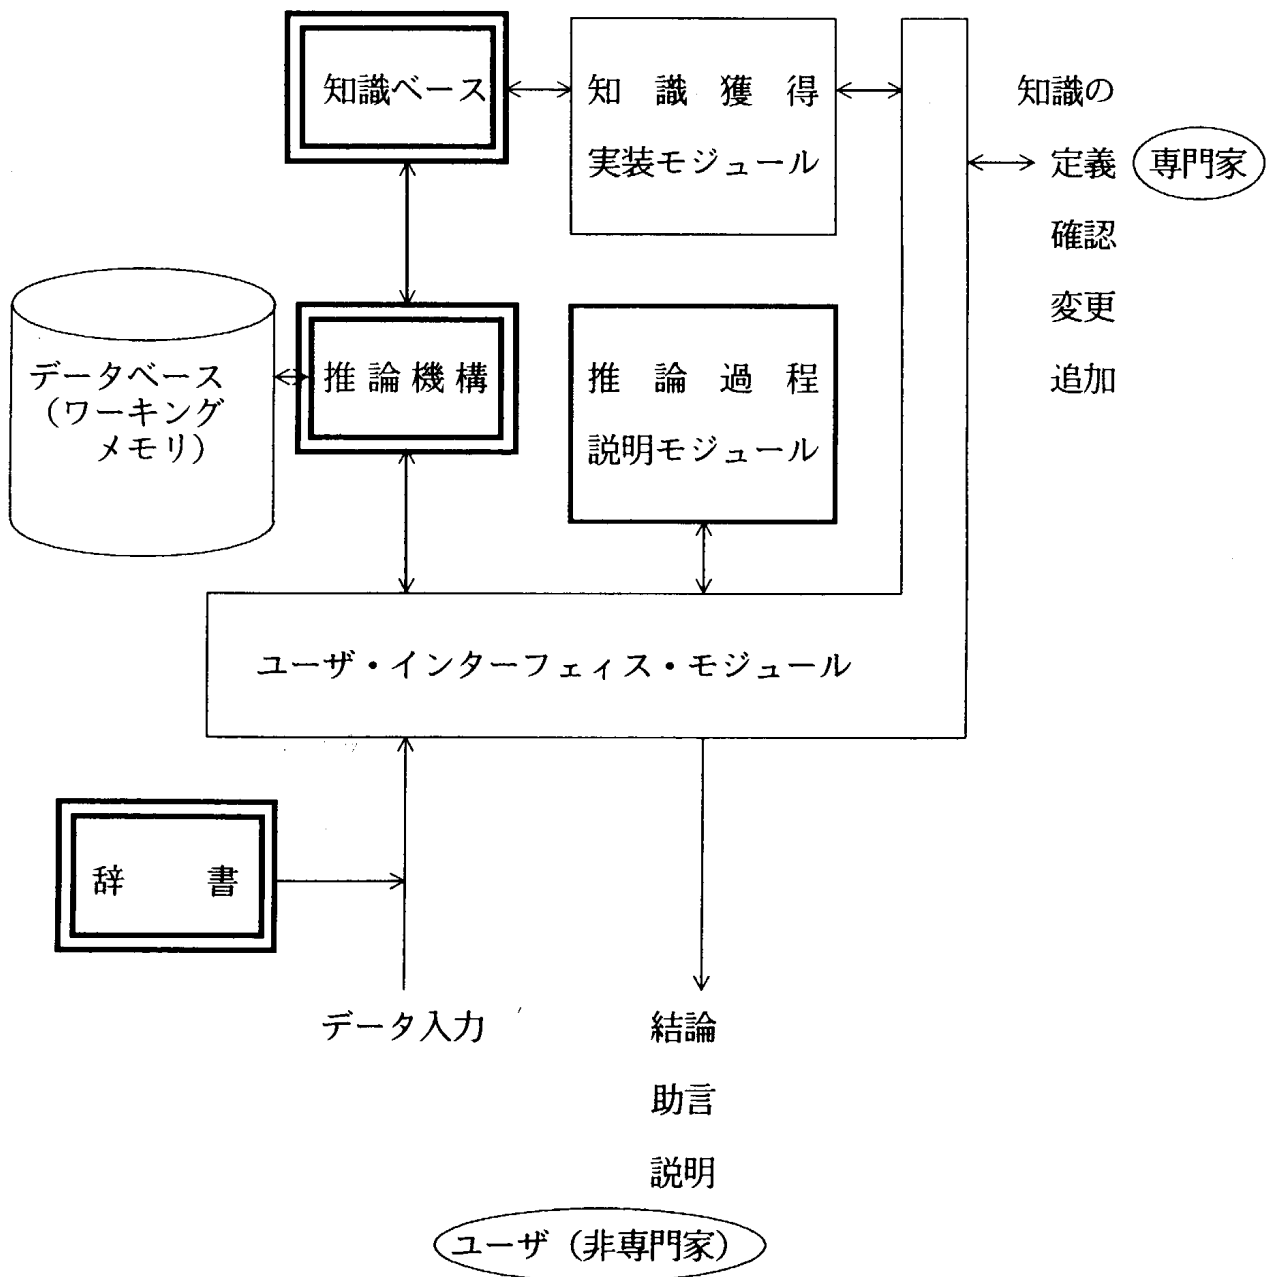 知識ベース
知識獲得
実装モジュール
知識の
定義
専門家
確認
変更
追加
データベース
（ワーキング
メモリ）
推論機構
推論過程
説明モジュール
ユーザ・インターフェィス・モジュール
辞書
データ入力
結論
助言
説明
ユーザ（非専門家）